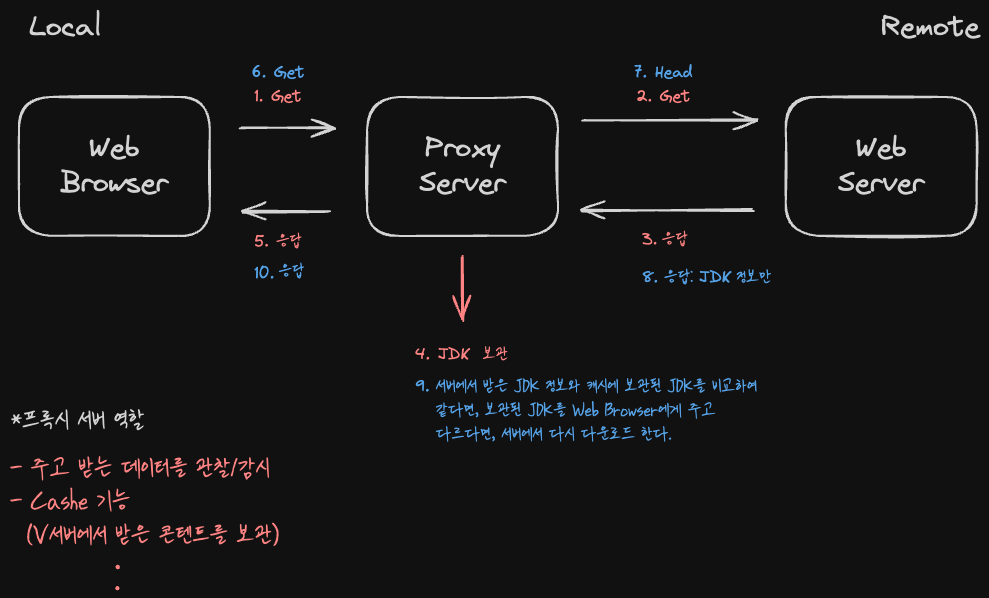 Local
Remote
6. Get
1. Get
7. Head
2. Get
Web
Browser
Proxy
Server
Web
Server
5. 응답
10. 응답
3. 응답
8. 응답: JDK 정보만
4. JDK 보관
9. 서버에서 받은 JDK 정보와 캐시에 보관된 JDK를 비교하여
같다면, 보관된 JDK를 Web Browser에게 주고
다르다면, 서버에서 다시 다운로드 한다.
*프록시 서버 역할
- 주고 받는 데이터를 관찰/감시
- Cashe 기능
(V서버에서 받은 콘텐트를 보관)
: